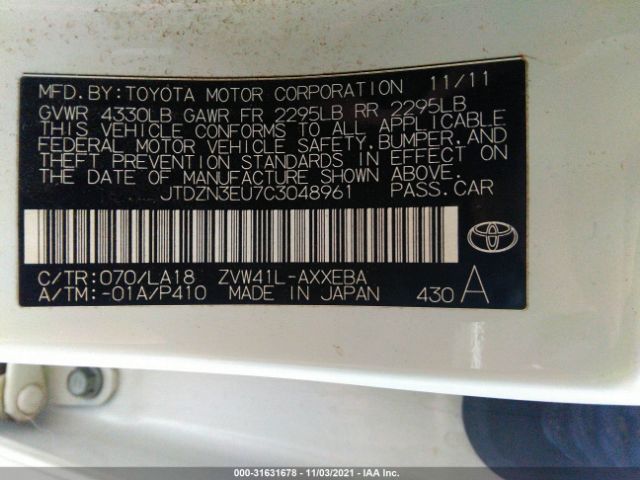 MFD.BY:TOYOTA MOTOR CORPORATION 11/11
GVWR 4330LB GAWR FR 2295LB RR 2295LB
THIS VEHICLE CONFORMS TO ALL APPLICABLE
FEDERAL MOTOR VEHICLE SAFETY,BUMPER,AND
THEFT PREVENTION STANDARDS IN EFFECT ON
THE DATE OF MANUFACTURE SHOWN ABOVE.
JTDZN3EU7C3048961 PASS.CAR
C/TR:070/LA18 ZVW41L-AXXEBA
A/TM:-01A/P410 MADE IN JAPAN 430 A
000-31631678 - 11/03/2021 - IAA Inc.